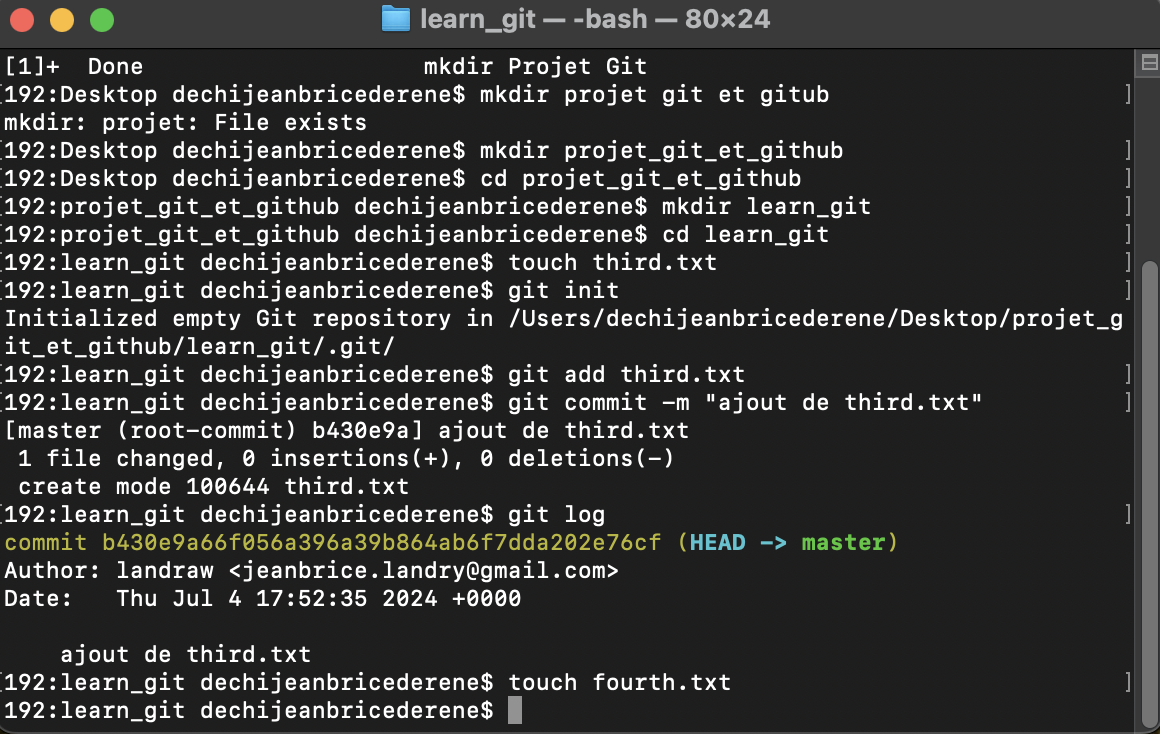 learn_git — -bash — 80×24
[1]+  Done                    mkdir Projet Git
[192:Desktop dechijeanbricederene$ mkdir projet git et gitub ]
mkdir: projet: File exists
[192:Desktop dechijeanbricederene$ mkdir projet_git_et_github ]
[192:Desktop dechijeanbricederene$ cd projet_git_et_github ]
[192:projet_git_et_github dechijeanbricederene$ mkdir learn_git ]
[192:projet_git_et_github dechijeanbricederene$ cd learn_git ]
[192:learn_git dechijeanbricederene$ touch third.txt ]
[192:learn_git dechijeanbricederene$ git init ]
Initialized empty Git repository in /Users/dechijeanbricederene/Desktop/projet_g
it_et_github/learn_git/.git/
[192:learn_git dechijeanbricederene$ git add third.txt ]
[192:learn_git dechijeanbricederene$ git commit -m "ajout de third.txt" ]
[master (root-commit) b430e9a] ajout de third.txt
 1 file changed, 0 insertions(+), 0 deletions(-)
 create mode 100644 third.txt
[192:learn_git dechijeanbricederene$ git log ]
commit b430e9a66f056a396a39b864ab6f7dda202e76cf (HEAD -> master)
Author: landraw <jeanbrice.landry@gmail.com>
Date:   Thu Jul 4 17:52:35 2024 +0000
    ajout de third.txt
[192:learn_git dechijeanbricederene$ touch fourth.txt ]
192:learn_git dechijeanbricederene$